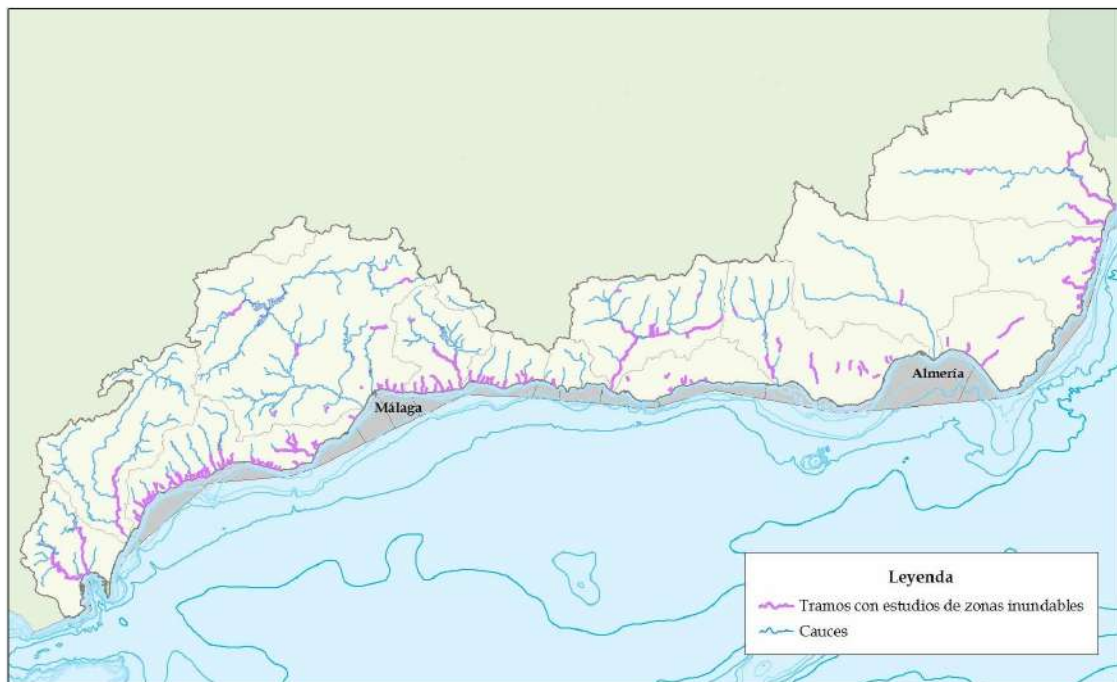 Almería
Málaga
Leyenda
Tramos con estudios de zonas inundables
Cauces